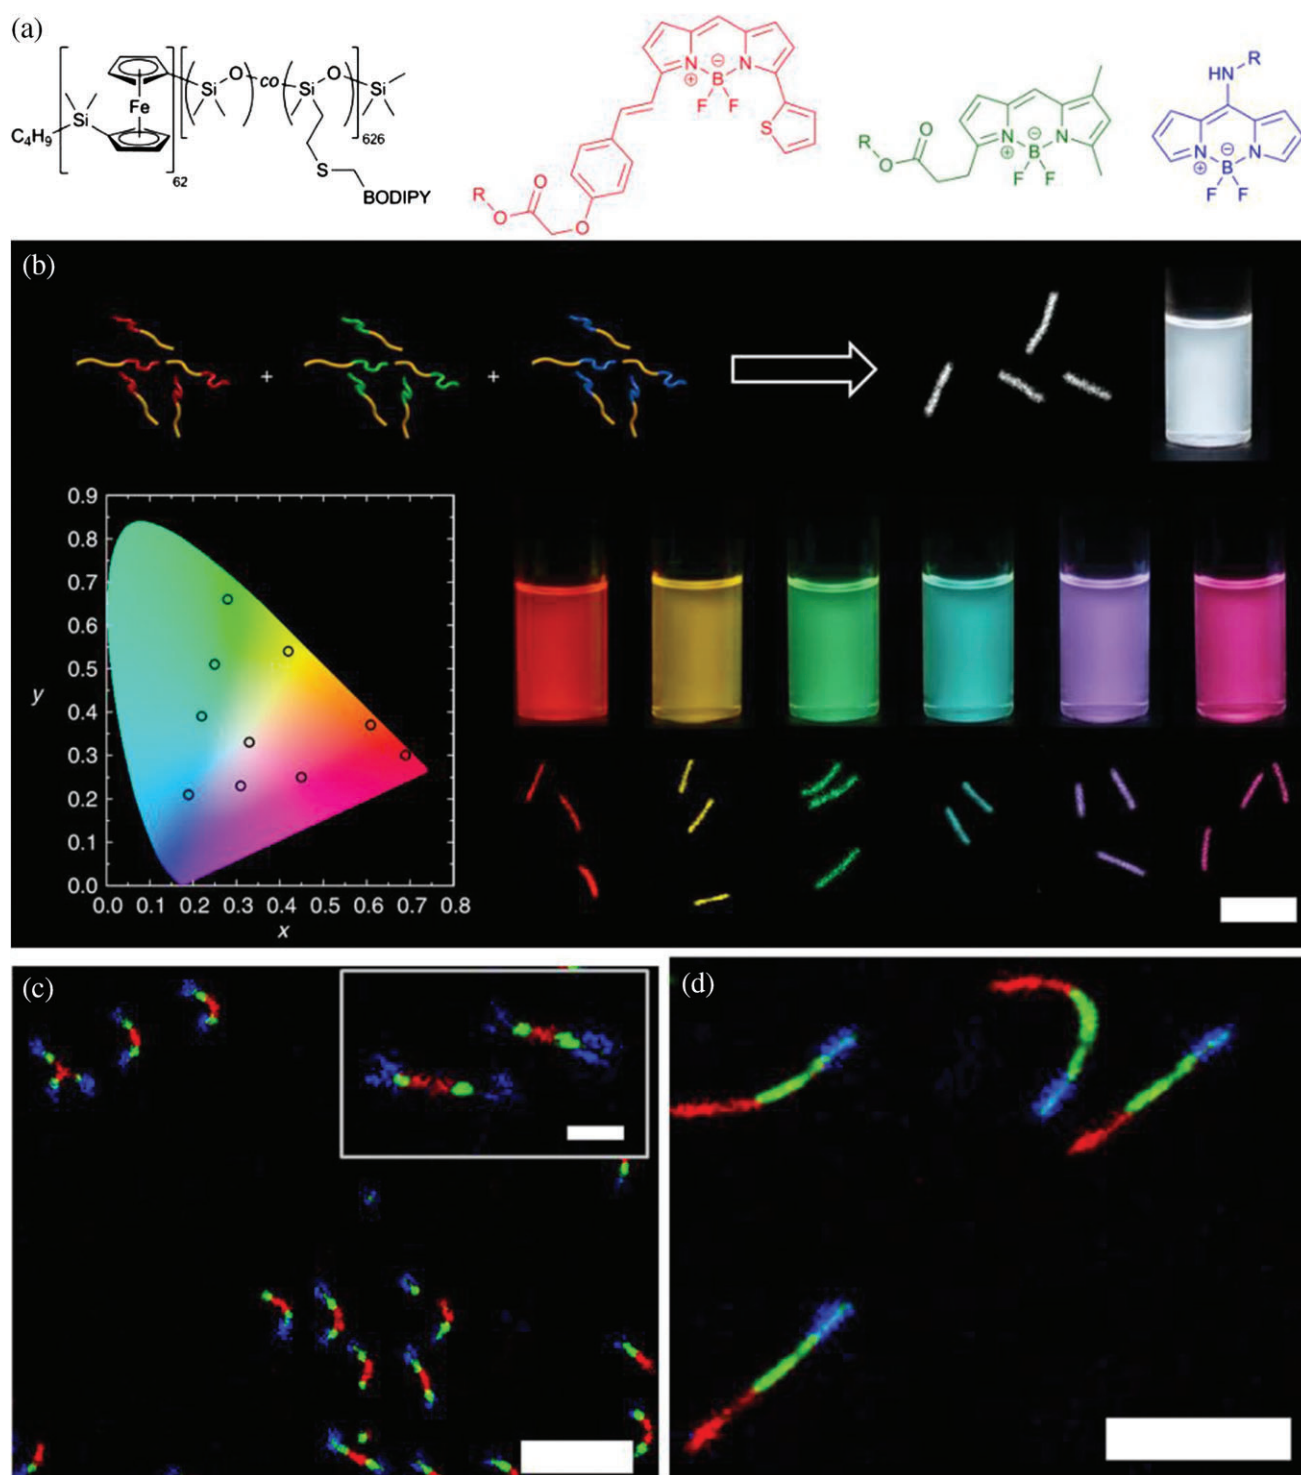 (a)
Si O co Si O Si
Fe
Si
C4H9
62
626
S
BODIPY
N B N
⊕ ⊖
F F
S
R
O
O
O
R
O
O
N B N
⊕ ⊖
F F
HN R
N B N
⊕ ⊖
F F
(b)
+ +
0.9
0.8
0.7
0.6
0.5
y
0.4
0.3
0.2
0.1
0.0
0.0 0.1 0.2 0.3 0.4 0.5 0.6 0.7 0.8
x
(c)
(d)